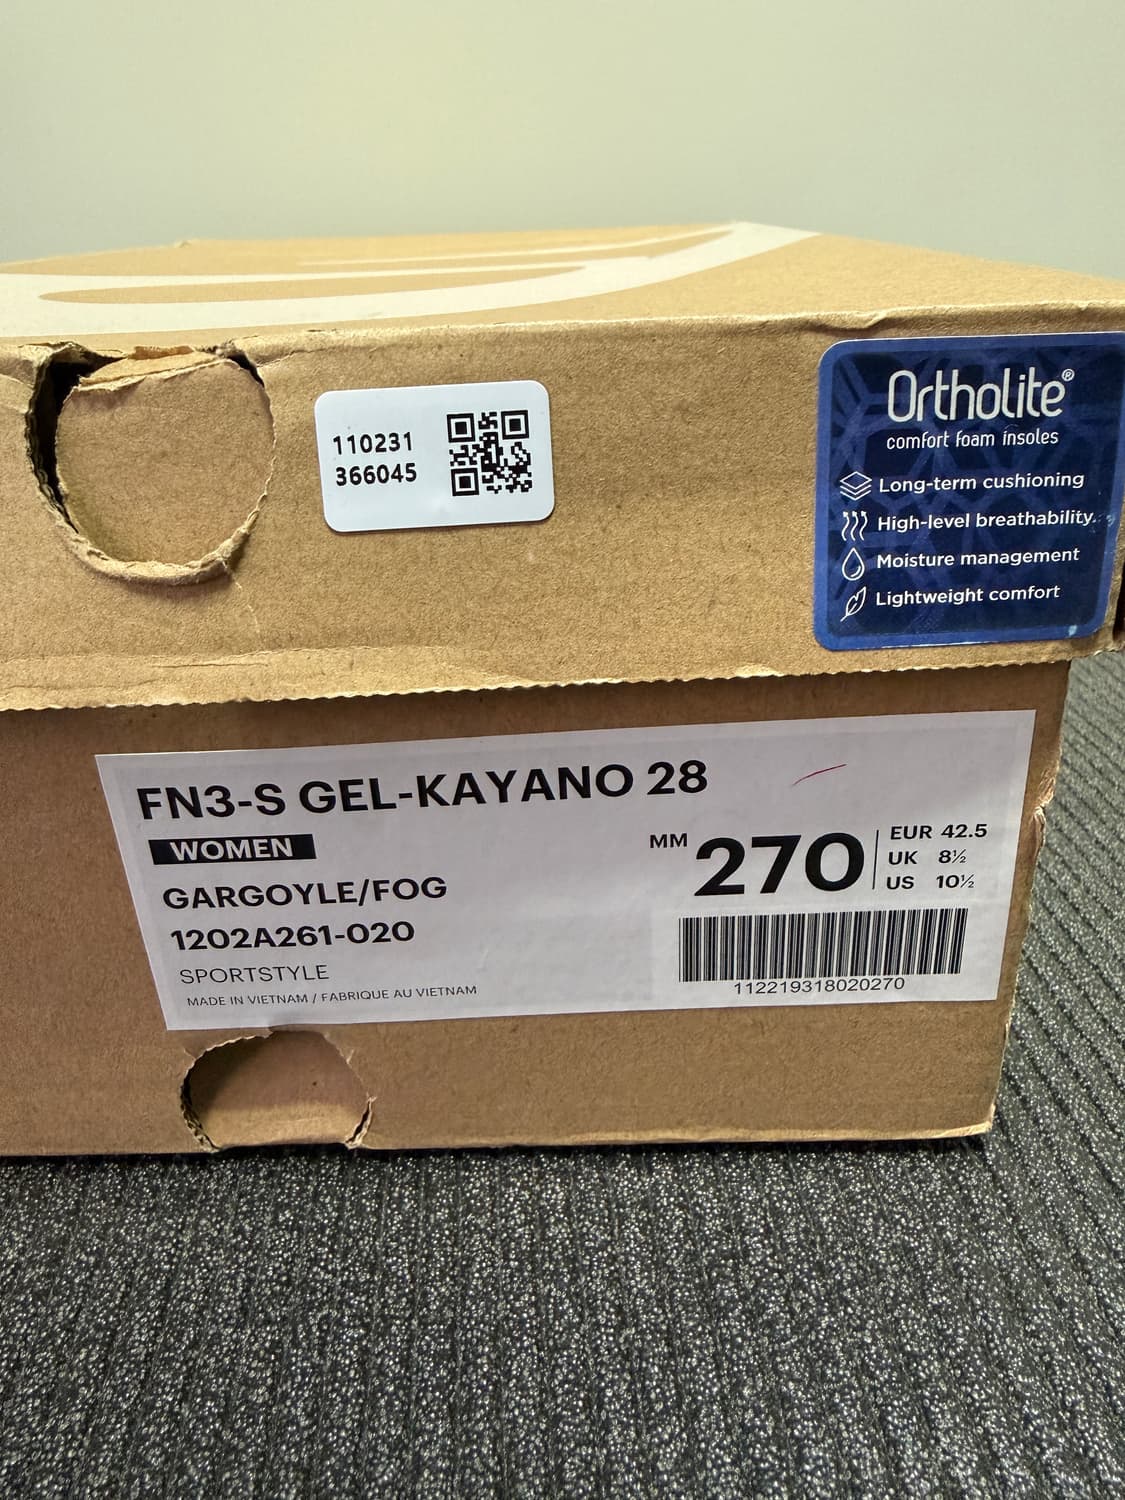 110231
366045
Ortholite®
comfort foam insoles
Long-term cushioning
High-level breathability
Moisture management
Lightweight comfort
FN3-S GEL-KAYANO 28
WOMEN
GARGOYLE/FOG
1202A261-020
SPORTSTYLE
MADE IN VIETNAM / FABRIQUE AU VIETNAM
MM 270
EUR 42.5
UK 8½
US 10½
112219318020270